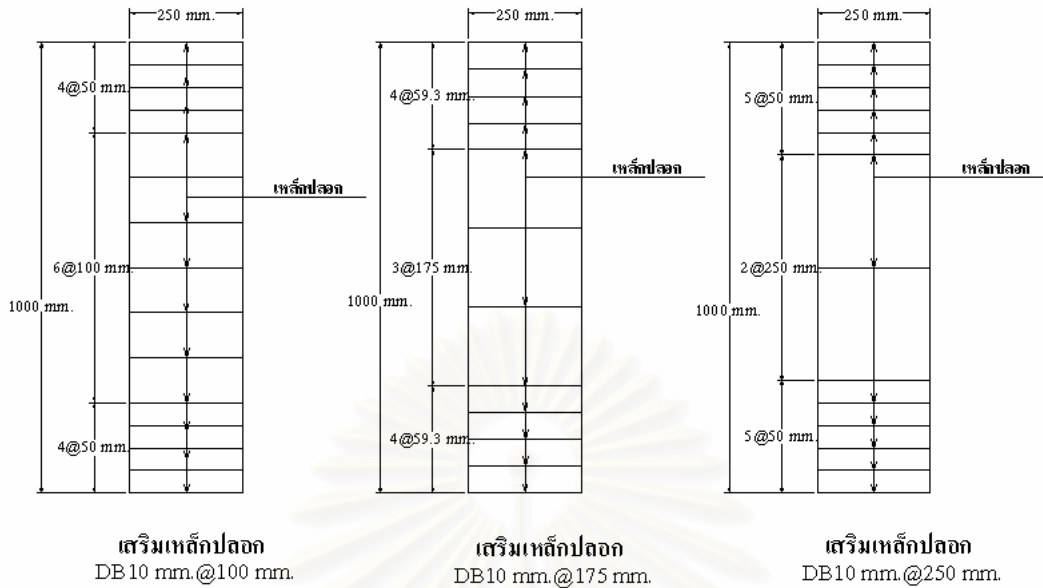 250 mm.
4@50 mm.
6@100 mm.
1000 mm.
4@50 mm.
เหล็กปลอก
เสริมเหล็กปลอก
DB10 mm.@100 mm.
250 mm.
4@59.3 mm.
3@175 mm.
1000 mm.
4@59.3 mm.
เหล็กปลอก
เสริมเหล็กปลอก
DB10 mm.@175 mm.
250 mm.
5@50 mm.
2@250 mm.
1000 mm.
5@50 mm.
เหล็กปลอก
เสริมเหล็กปลอก
DB10 mm.@250 mm.